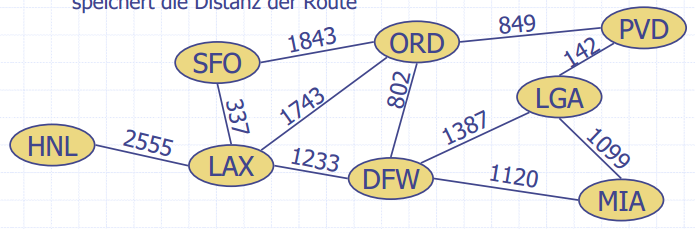 speichert die Distanz der Route
849
PVD
1843
ORD
142
SFO
802
LGA
1743
337
1387
1099
2555
HNL
1233
LAX
DFW
1120
MIA